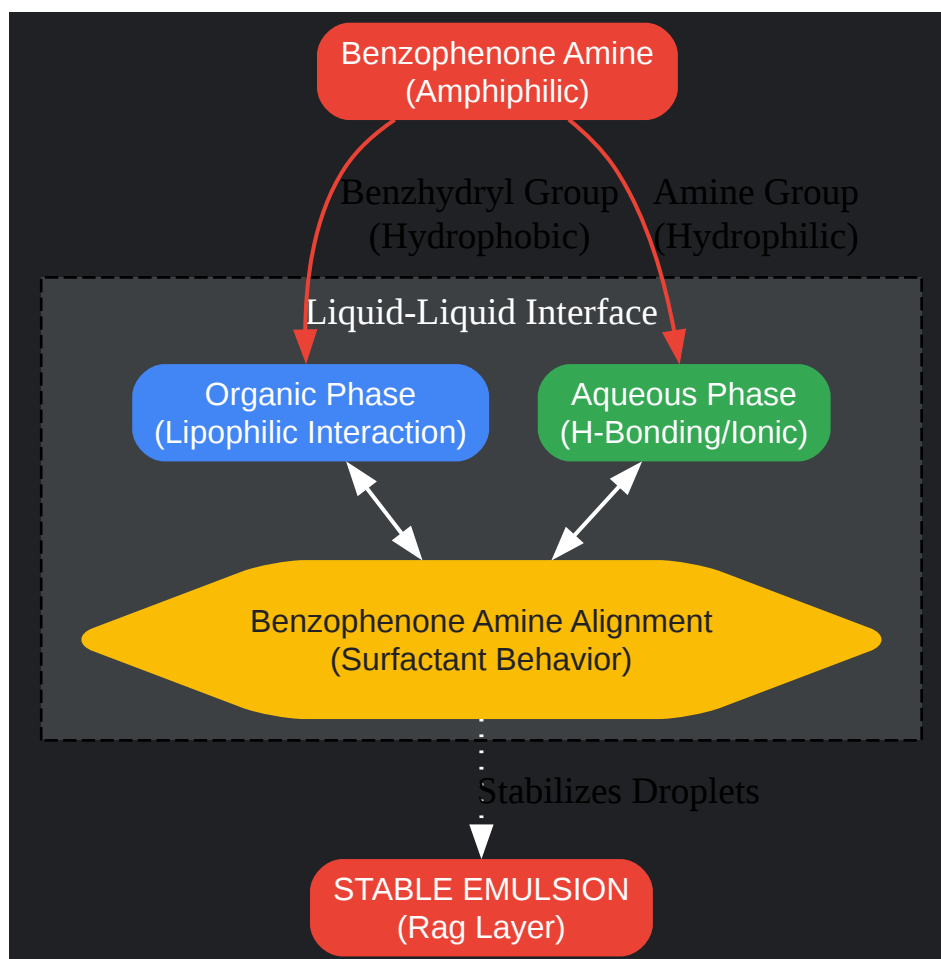 Benzophenone Amine
(Amphiphilic)
Benzhydryl Group
(Hydrophobic)
Amine Group
(Hydrophilic)
Liquid-Liquid Interface
Organic Phase
(Lipophilic Interaction)
Aqueous Phase
(H-Bonding/Ionic)
Benzophenone Amine Alignment
(Surfactant Behavior)
Stabilizes Droplets
STABLE EMULSION
(Rag Layer)